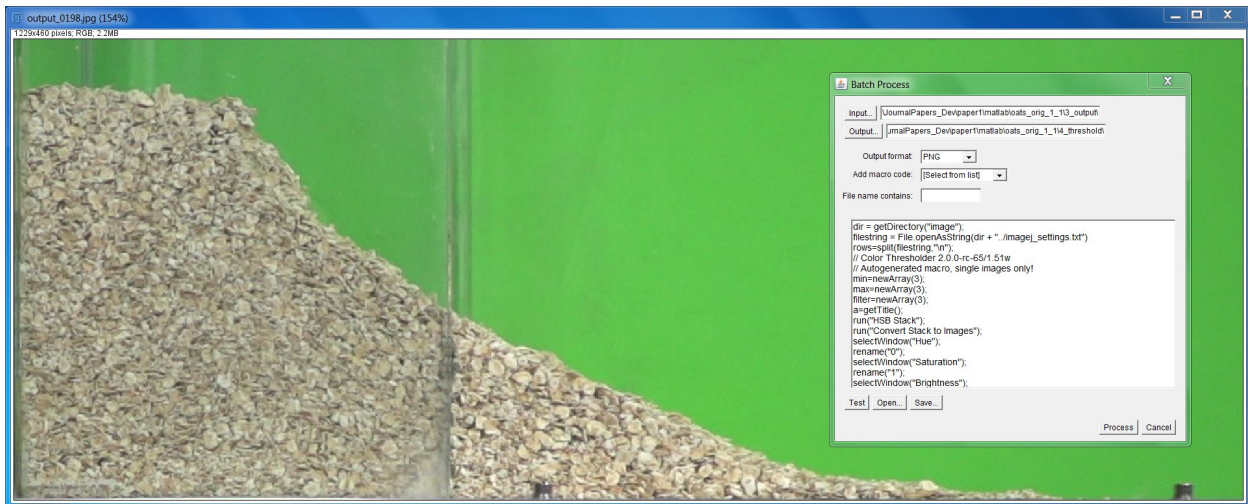 output_0198.jpg (154%)
1229x460 pixels; RGB; 2.2MB
Batch Process
Input... \JournalPapers_Dev\paper1\matlab\oats_orig_1_1\3_output\
Output... urnalPapers_Dev\paper1\matlab\oats_orig_1_1\4_threshold\
Output format: PNG
Add macro code: [Select from list]
File name contains:
dir = getDirectory("image");
filestring = File.openAsString(dir + "../imagej_settings.txt")
rows=split(filestring,"\n");
// Color Thresholder 2.0.0-rc-65/1.51w
// Autogenerated macro, single images only!
min=newArray(3);
max=newArray(3);
filter=newArray(3);
a=getTitle();
run("HSB Stack");
run("Convert Stack to Images");
selectWindow("Hue");
rename("0");
selectWindow("Saturation");
rename("1");
selectWindow("Brightness");
Test Open... Save...
Process Cancel